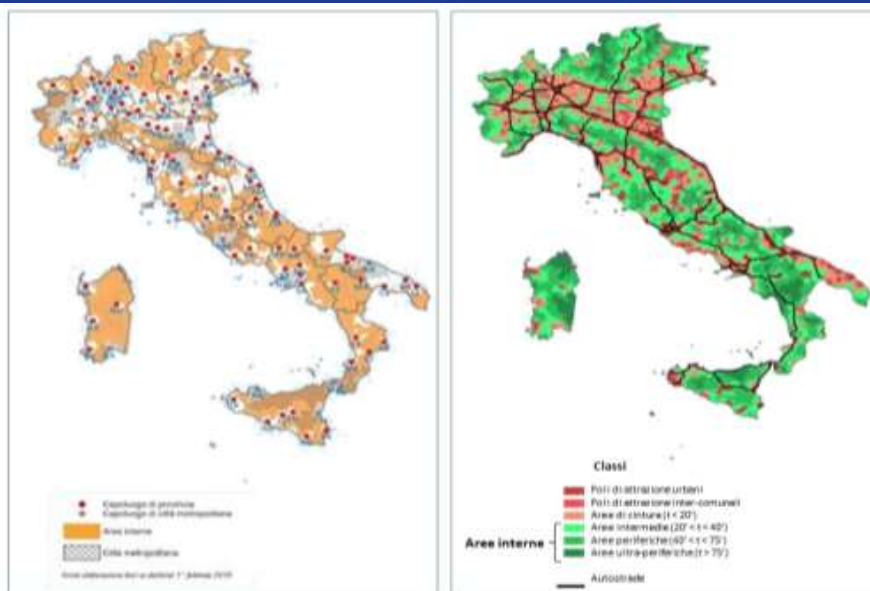 Capoluogo di provincia
Capoluogo di città metropolitana
Aree interne
Città metropolitana
Classi
Poli di attrazione urbani
Poli di attrazione inter-comunali
Aree di cintura (t < 20')
Aree intermedie (20' < t < 40')
Aree interne
Aree periferiche (40' < t < 75')
Aree ultra-periferiche (t > 75')
Autostrade